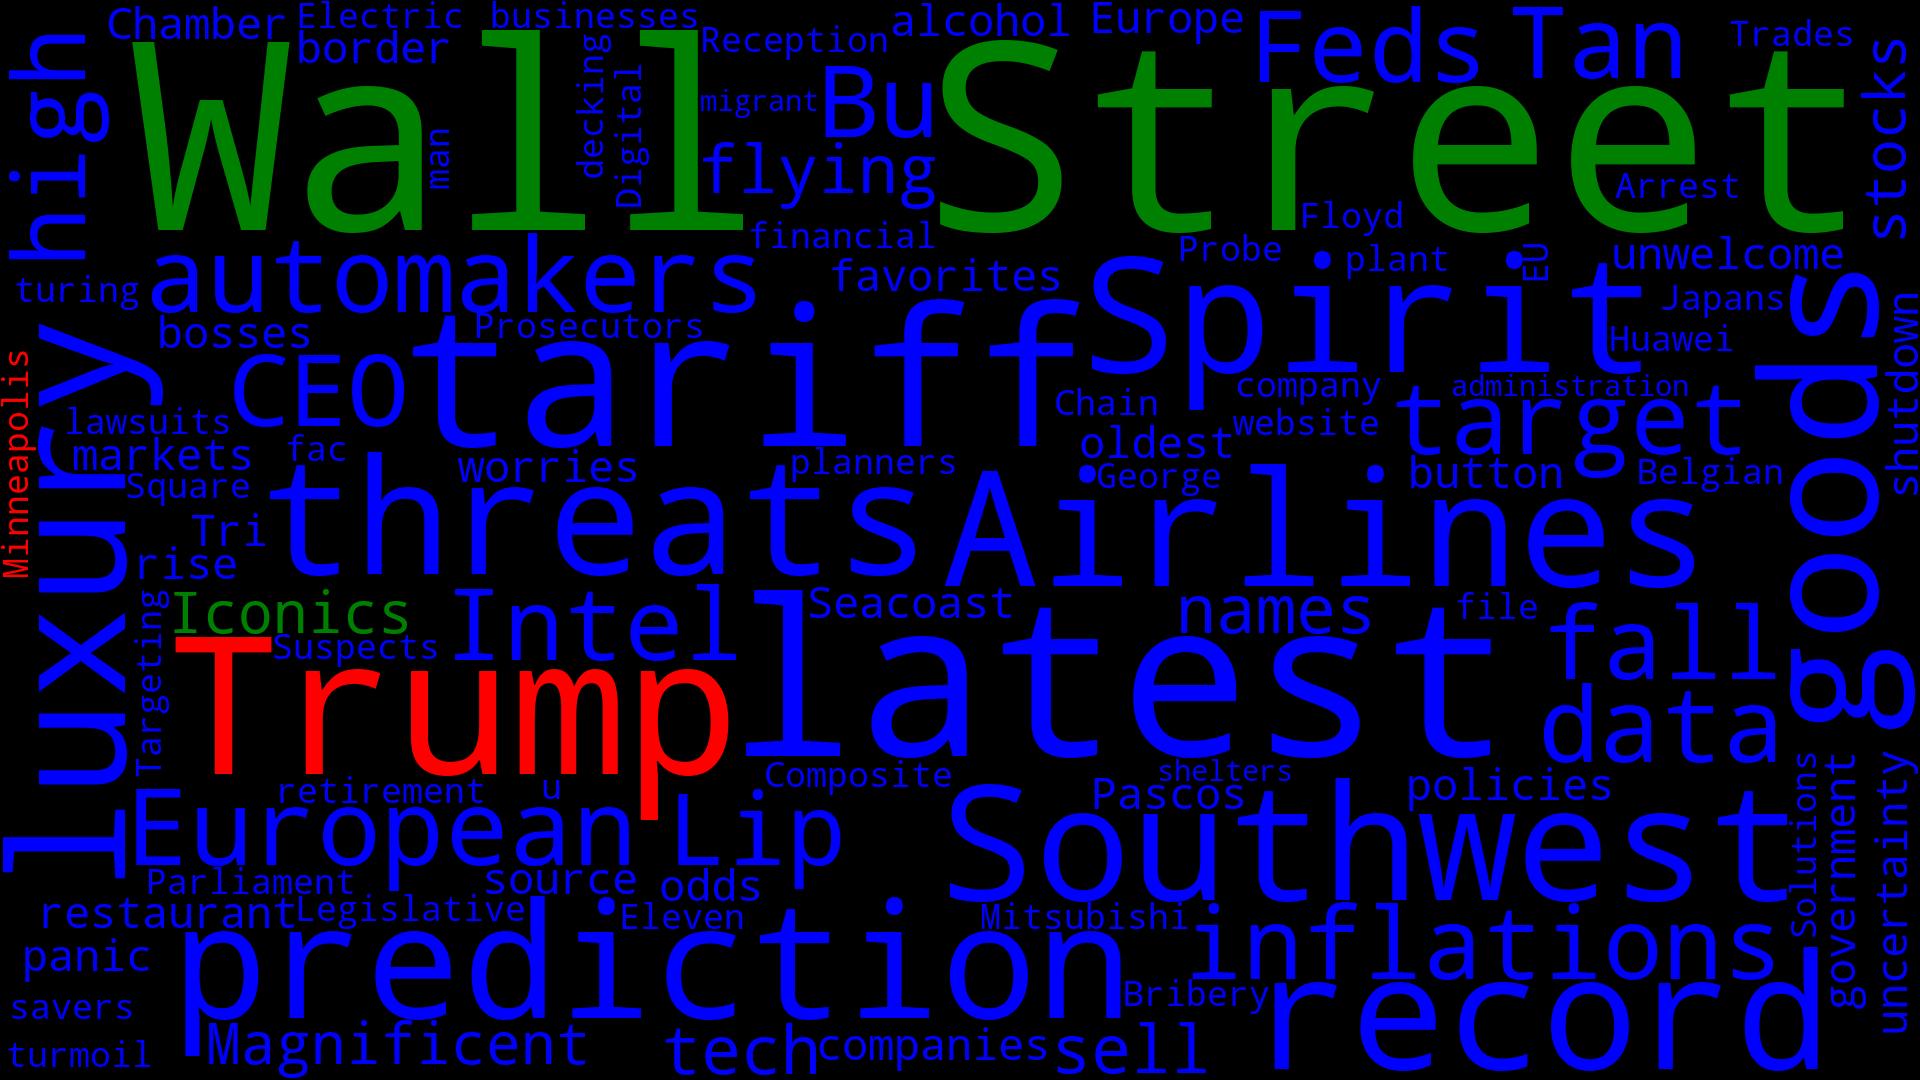 Chamber
Electric
businesses
alcohol
Europe
Feds
Tan
Trades
border
Reception
high
Wall
Street
decking
Digital
man
migrant
Bu
flying
stocks
Arrest
Floyd
financial
Probe
plant
EU
unwelcome
turing
automakers
favorites
Spirit
Japans
goods
shutdown
bosses
Prosecutors
tariff
Huawei
Minneapolis
luxury
CEO
Chain
company
administration
website
target
lawsuits
markets
fac
worries
planners
oldest
George
button
Belgian
Square
threats
Airlines
Tri
rise
Iconics
Intel
Seacoast
names
file
fall
Targeting
Suspects
Trump
latest
data
retirement
u
Composite
shelters
Pascos
policies
Solutions
government
uncertainty
European
Lip
Southwest
Parliament
source
odds
restaurant
Legislative
Eleven
Mitsubishi
inflations
panic
prediction
Bribery
record
savers
turmoil
Magnificent
tech
companies
sell